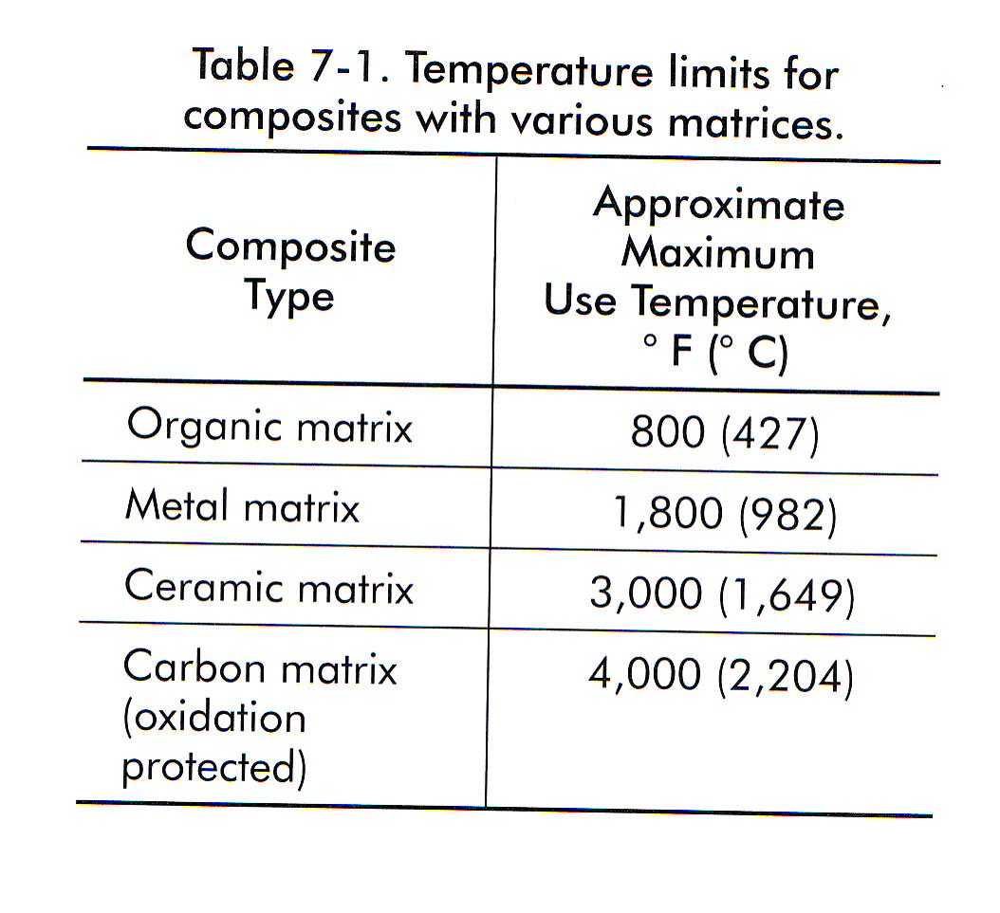 Table 7-1. Temperature limits for
composites with various matrices.
Composite
Type
Approximate
Maximum
Use Temperature,
° F (° C)
Organic matrix
800 (427)
Metal matrix
1,800 (982)
Ceramic matrix
3,000 (1,649)
Carbon matrix
(oxidation
protected)
4,000 (2,204)